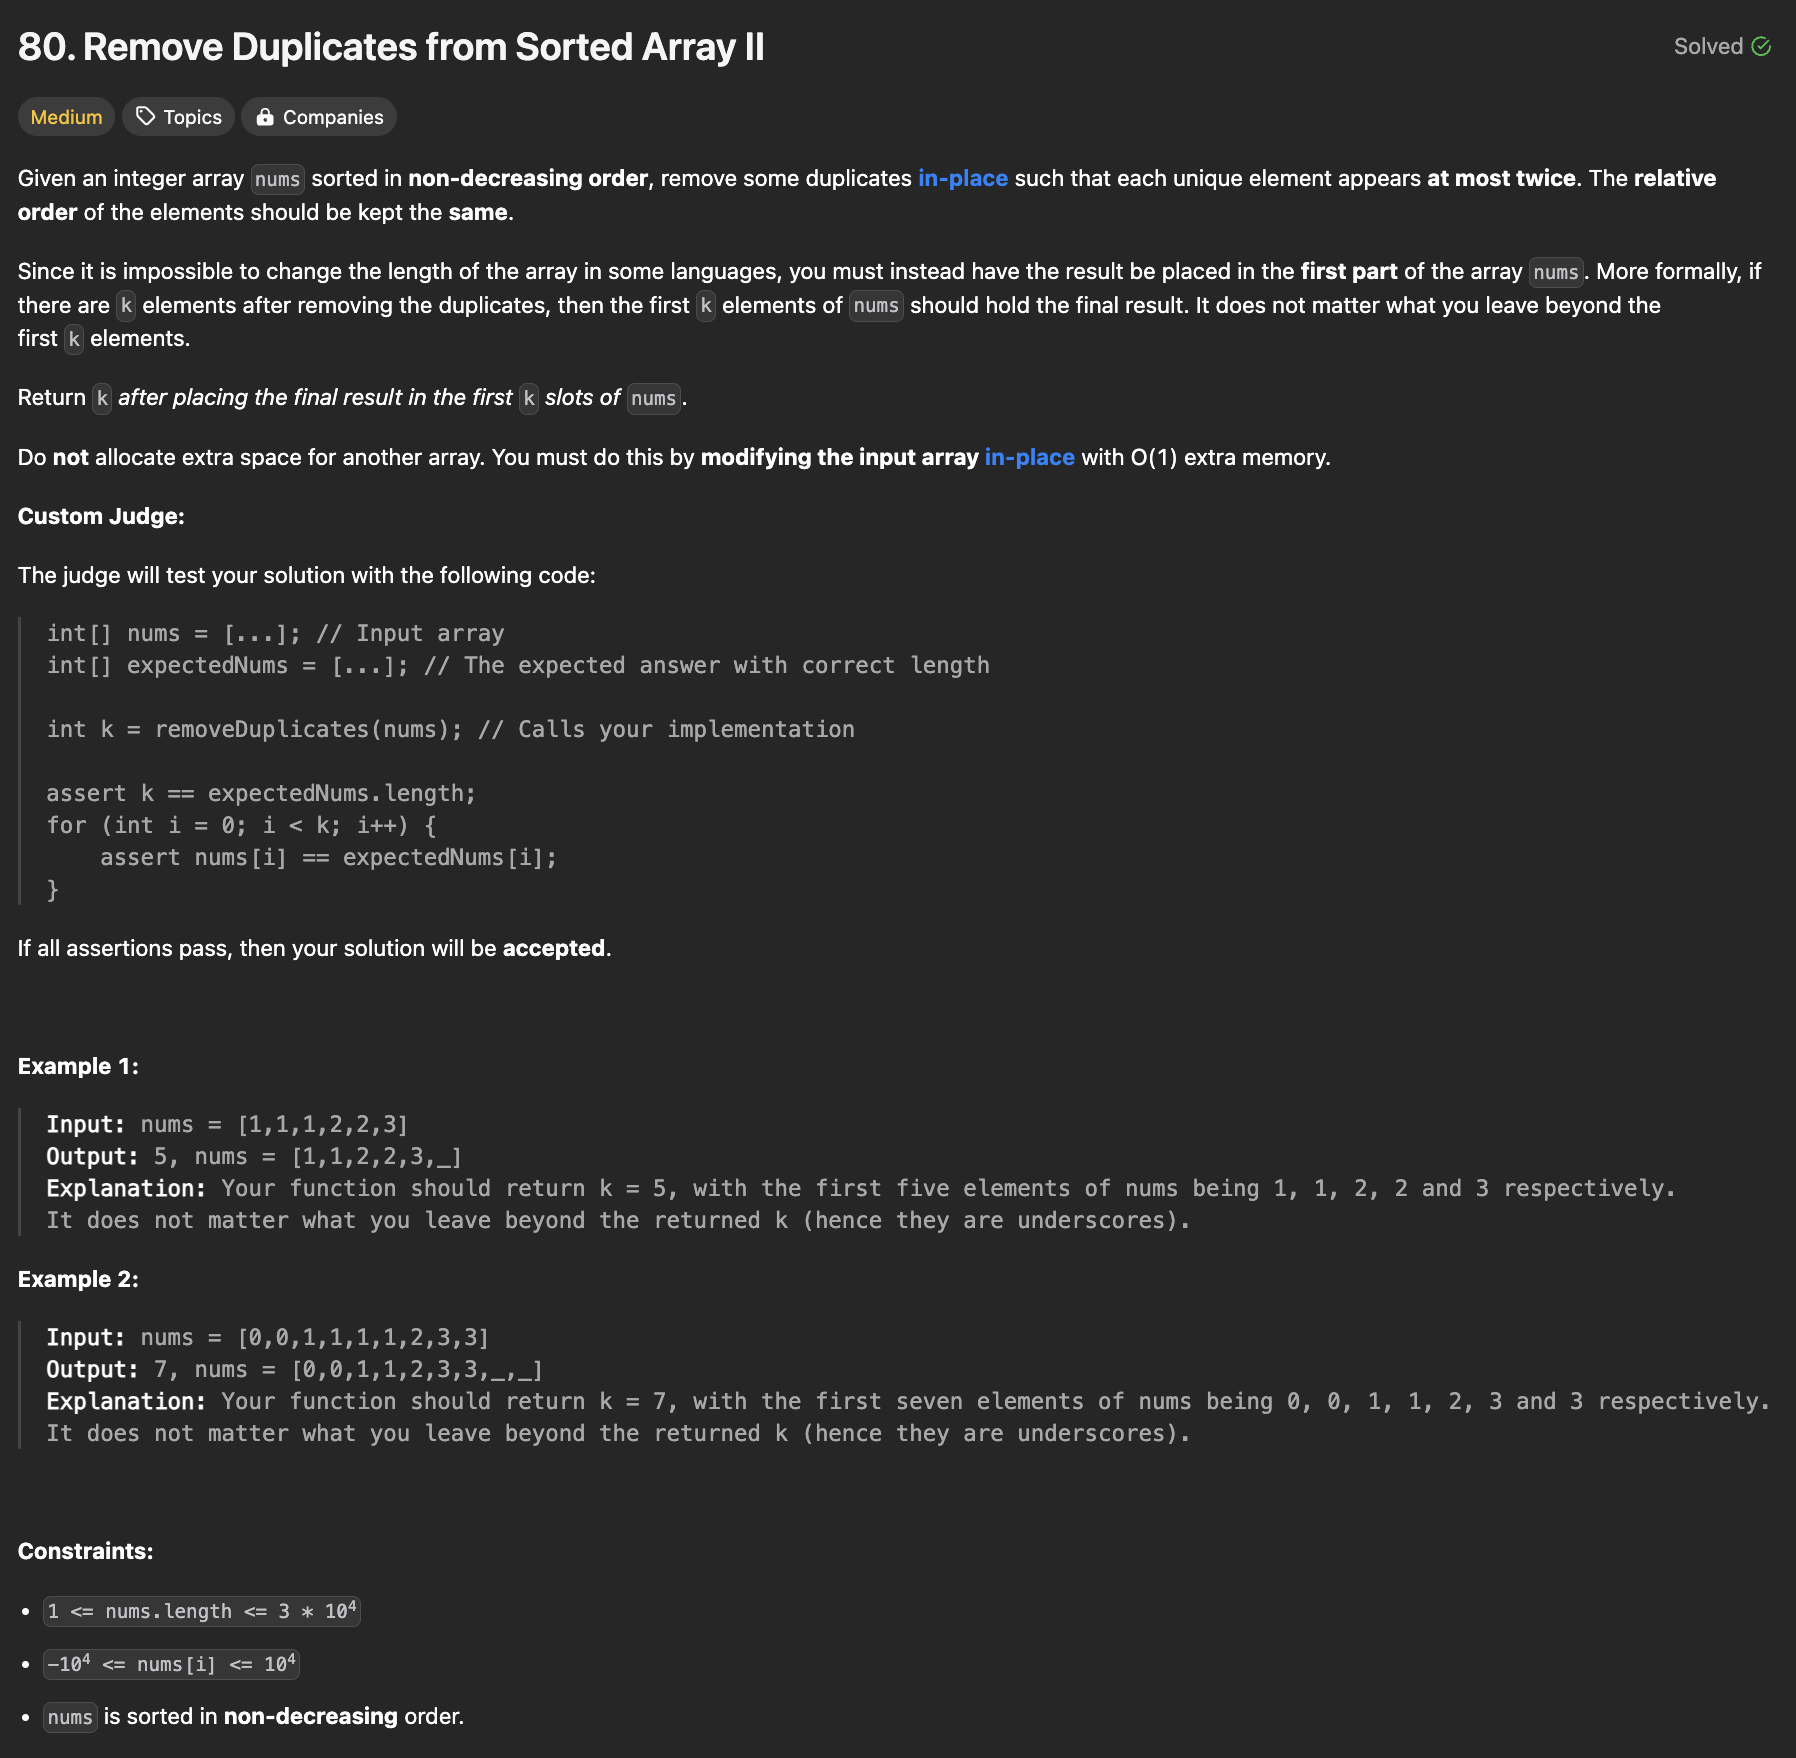 80. Remove Duplicates from Sorted Array II
Solved
Medium Topics Companies
Given an integer array nums sorted in non-decreasing order, remove some duplicates in-place such that each unique element appears at most twice. The relative
order of the elements should be kept the same.
Since it is impossible to change the length of the array in some languages, you must instead have the result be placed in the first part of the array nums. More formally, if
there are k elements after removing the duplicates, then the first k elements of nums should hold the final result. It does not matter what you leave beyond the
first k elements.
Return k after placing the final result in the first k slots of nums.
Do not allocate extra space for another array. You must do this by modifying the input array in-place with O(1) extra memory.
Custom Judge:
The judge will test your solution with the following code:
int[] nums = [...]; // Input array
int[] expectedNums = [...]; // The expected answer with correct length
int k = removeDuplicates(nums); // Calls your implementation
assert k == expectedNums.length;
for (int i = 0; i < k; i++) {
    assert nums[i] == expectedNums[i];
}
If all assertions pass, then your solution will be accepted.
Example 1:
Input: nums = [1,1,1,2,2,3]
Output: 5, nums = [1,1,2,2,3,_]
Explanation: Your function should return k = 5, with the first five elements of nums being 1, 1, 2, 2 and 3 respectively.
It does not matter what you leave beyond the returned k (hence they are underscores).
Example 2:
Input: nums = [0,0,1,1,1,1,2,3,3]
Output: 7, nums = [0,0,1,1,2,3,3,_,_]
Explanation: Your function should return k = 7, with the first seven elements of nums being 0, 0, 1, 1, 2, 3 and 3 respectively.
It does not matter what you leave beyond the returned k (hence they are underscores).
Constraints:
• 1 <= nums.length <= 3 * 10⁴
• -10⁴ <= nums[i] <= 10⁴
• nums is sorted in non-decreasing order.